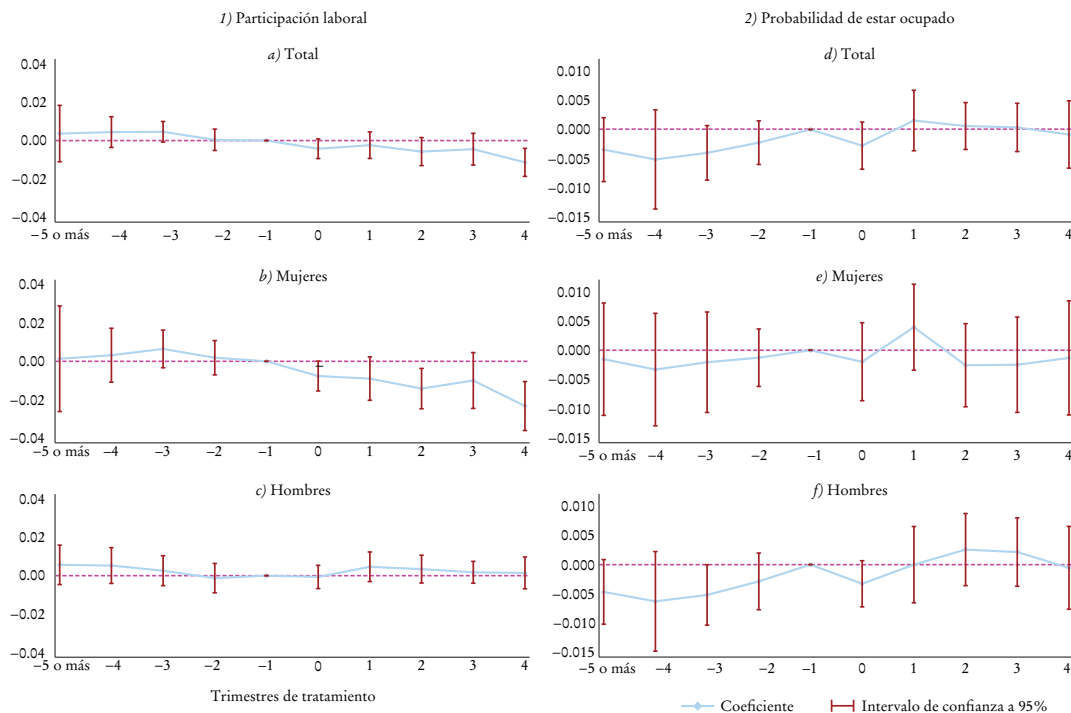 1) Participación laboral
a) Total
0.04
0.02
0.00
−0.02
−0.04
−5 o más −4 −3 −2 −1 0 1 2 3 4
b) Mujeres
0.04
0.02
0.00
−0.02
−0.04
−5 o más −4 −3 −2 −1 0 1 2 3 4
c) Hombres
0.04
0.02
0.00
−0.02
−0.04
−5 o más −4 −3 −2 −1 0 1 2 3 4
Trimestres de tratamiento
2) Probabilidad de estar ocupado
d) Total
0.010
0.005
0.000
−0.005
−0.010
−0.015
−5 o más −4 −3 −2 −1 0 1 2 3 4
e) Mujeres
0.010
0.005
0.000
−0.005
−0.010
−0.015
−5 o más −4 −3 −2 −1 0 1 2 3 4
f) Hombres
0.010
0.005
0.000
−0.005
−0.010
−0.015
−5 o más −4 −3 −2 −1 0 1 2 3 4
Coeficiente Intervalo de confianza a 95%